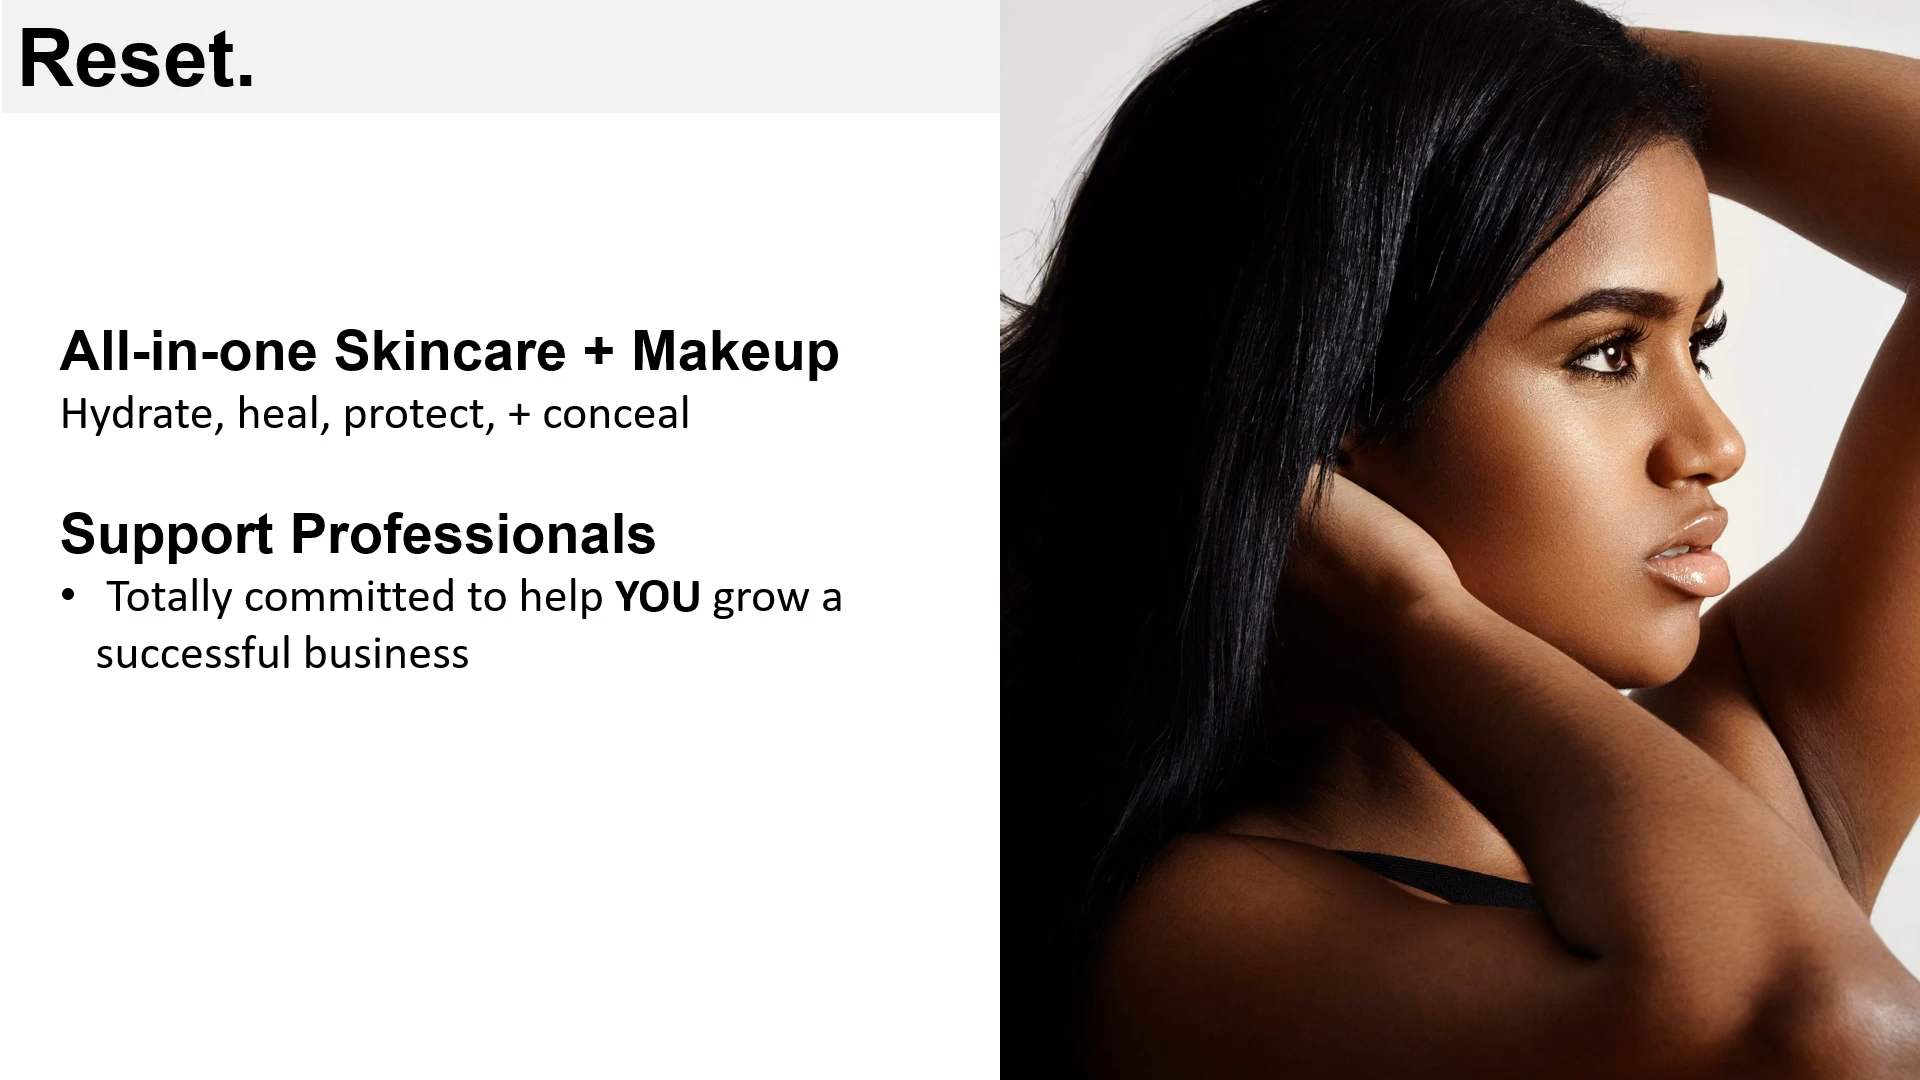 Reset.
All-in-one Skincare + Makeup
Hydrate, heal, protect, + conceal
Support Professionals
• Totally committed to help YOU grow a
successful business